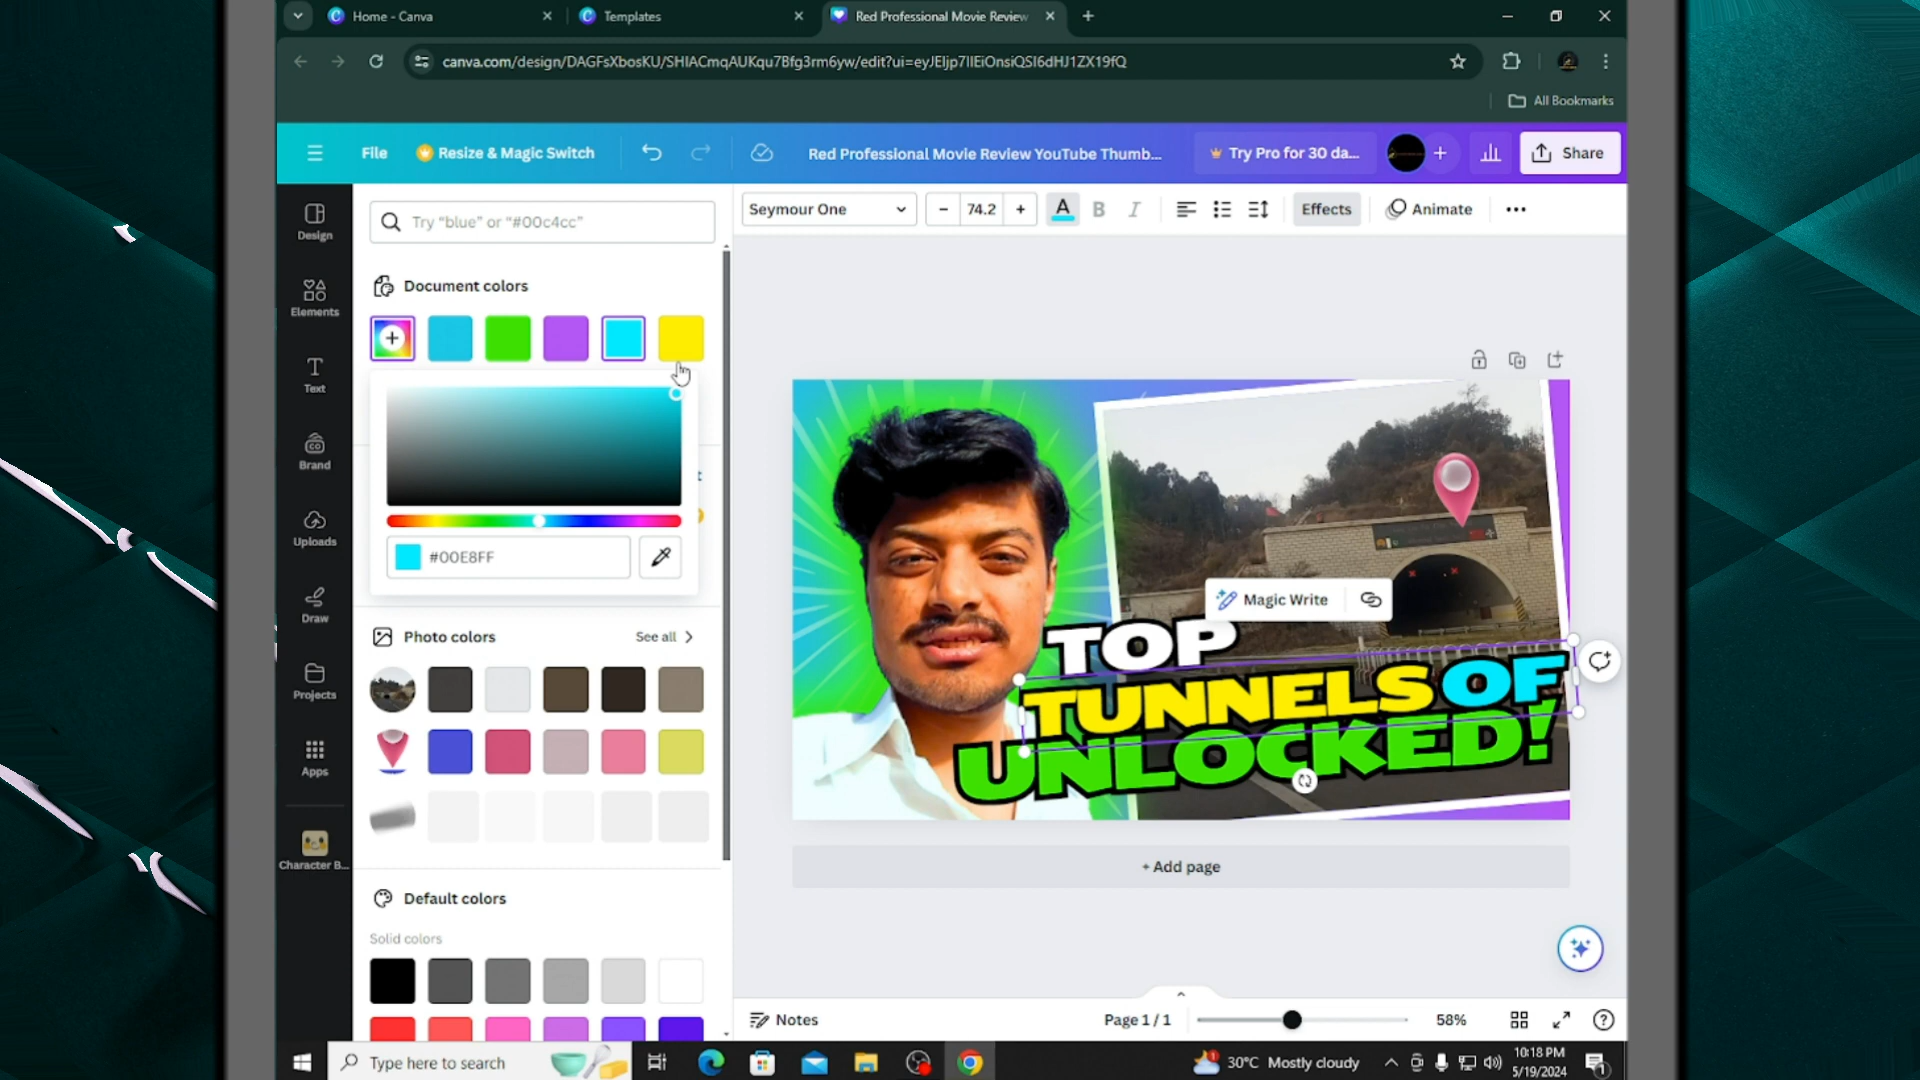 Home - Canva
Templates
Red Professional Movie Review
canva.com/design/DAGFsXbosKU/SHIACmqAUKqu7Bfg3rm6yw/edit?ui=eyJEIjp7IlEiOnsiQSI6dHJ1ZX19fQ
All Bookmarks
File
Resize & Magic Switch
Red Professional Movie Review YouTube Thumb...
Try Pro for 30 da...
Share
Design
Elements
Text
Brand
Uploads
Draw
Projects
Apps
Character B...
Try “blue” or “#00c4cc”
Seymour One
74.2
A
B
I
Effects
Animate
Document colors
#00E8FF
Photo colors
See all
Default colors
Solid colors
Magic Write
TOP
TUNNELS OF
UNLOCKED!
+ Add page
Notes
Page 1 / 1
58%
Type here to search
30°C Mostly cloudy
10:18 PM
5/19/2024